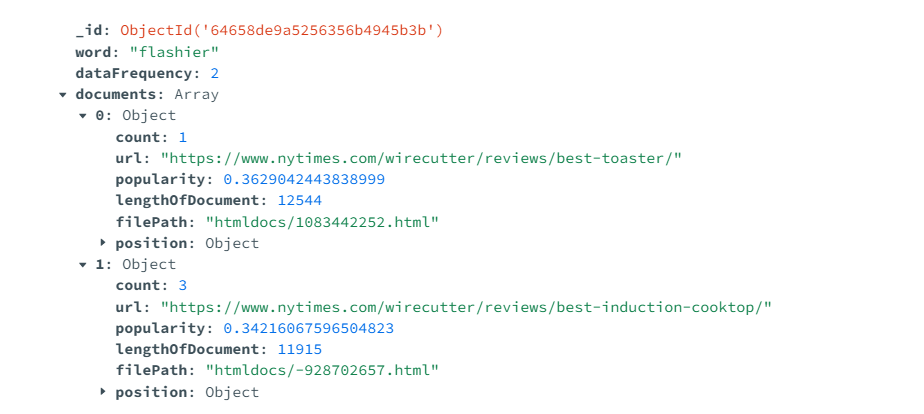 _id: ObjectId('64658de9a5256356b4945b3b')
word: "flashier"
dataFrequency: 2
documents: Array
0: Object
count: 1
url: "https://www.nytimes.com/wirecutter/reviews/best-toaster/"
popularity: 0.3629042443838999
lengthOfDocument: 12544
filePath: "htmldocs/1083442252.html"
position: Object
1: Object
count: 3
url: "https://www.nytimes.com/wirecutter/reviews/best-induction-cooktop/"
popularity: 0.34216067596504823
lengthOfDocument: 11915
filePath: "htmldocs/-928702657.html"
position: Object